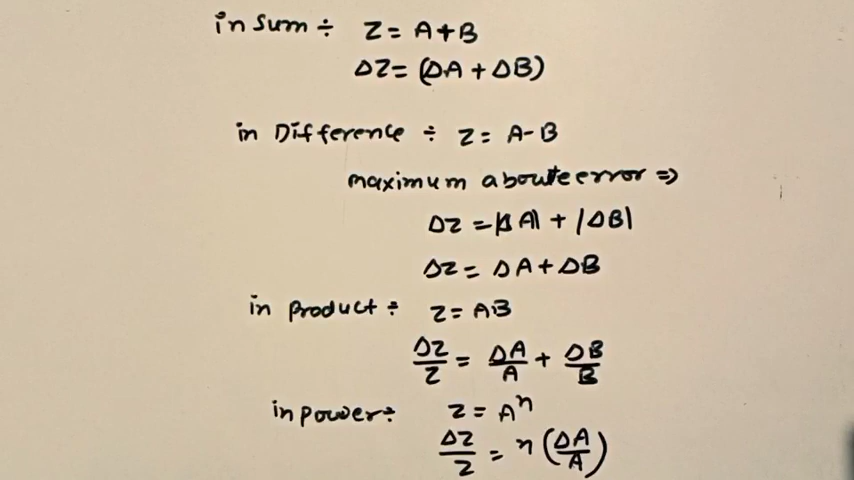 in Sum ÷ Z = A+B
ΔZ = (ΔA + ΔB)
in Difference ÷ Z = A-B
maximum aboute error ⇒
ΔZ = |ΔA| + |ΔB|
ΔZ = ΔA + ΔB
in product ÷ Z = AB
ΔZ/Z = ΔA/A + ΔB/B
in power ÷ Z = Aⁿ
ΔZ/Z = n (ΔA/A)